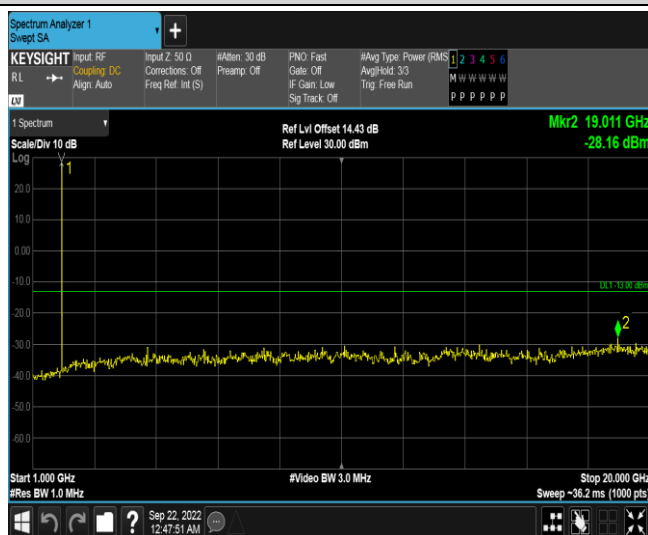 Spectrum Analyzer 1
Swept SA
+
KEYSIGHT
RL
LXI
Input: RF
Coupling: DC
Align: Auto
Input Z: 50 Ω
Corrections: Off
Freq Ref: Int (S)
#Atten: 30 dB
Preamp: Off
PNO: Fast
Gate: Off
IF Gain: Low
Sig Track: Off
#Avg Type: Power (RMS
Avg|Hold: 3/3
Trig: Free Run
1 2 3 4 5 6
M W W W W W
P P P P P P
1 Spectrum
Scale/Div 10 dB
Log
Ref Lvl Offset 14.43 dB
Ref Level 30.00 dBm
Mkr2 19.011 GHz
-28.16 dBm
1
20.0
10.0
0.00
-10.0
DL1 -13.00 dBm
2
-20.0
-30.0
-40.0
-50.0
-60.0
Start 1.000 GHz
#Res BW 1.0 MHz
#Video BW 3.0 MHz
Stop 20.000 GHz
Sweep ~36.2 ms (1000 pts)
?
Sep 22, 2022
12:47:51 AM